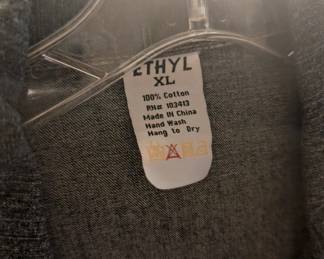 ETHYL
XL
100% Cotton
RN# 103413
Made In China
Hand Wash
Hang to Dry